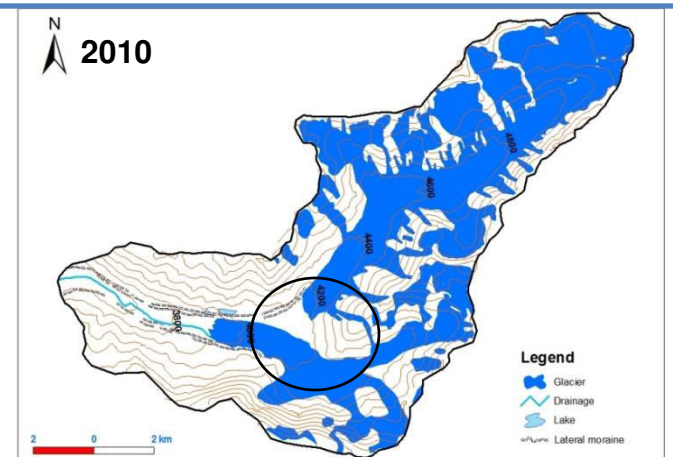 N
2010
4800
4600
4400
4200
3800
Legend
Glacier
Drainage
Lake
Lateral moraine
2 0 2 km